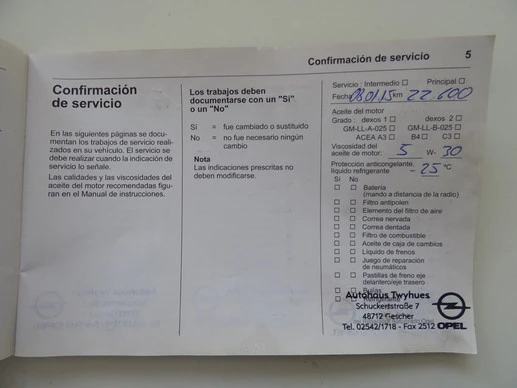 Confirmación de servicio 5
Confirmación
de servicio
En las siguientes páginas se docu-
mentan los trabajos de servicio reali-
zados en su vehículo. El servicio se
debe realizar cuando la indicación de
servicio lo señale.
Las calidades y las viscosidades del
aceite del motor recomendadas figu-
ran en el Manual de instrucciones.
Los trabajos deben
documentarse con un "Sí"
o un "No"
Sí = fue cambiado o sustituido
No = no fue necesario ningún
cambio
Nota
Las indicaciones prescritas no
deben modificarse.
Servicio : Intermedio ☐ Principal ☐
Fecha 08.01.15 km 22.600
Aceite del motor
Grado : dexos 1 ☐ dexos 2 ☐
GM-LL-A-025 ☐ GM-LL-B-025 ☐
ACEA A3 ☐ B4 ☐ C3 ☐
Viscosidad del
aceite de motor: 5 W- 30
Protección anticongelante,
líquido refrigerante -25 °C
Sí No
☐ ☐ Batería
(mando a distancia de la radio)
☐ ☐ Filtro antipolen
☐ ☐ Elemento del filtro de aire
☐ ☐ Correa nervada
☐ ☐ Correa dentada
☐ ☐ Filtro de combustible
☐ ☐ Aceite de caja de cambios
☐ ☐ Líquido de frenos
☐ ☐ Juego de reparación
de neumáticos
☐ ☐ Pastillas de freno eje
delantero/eje trasero
☐ ☐ Bujías
Autohaus Twyhues
Schuckertstraße 7
48712 Gescher
Tel. 02542/1718 - Fax 2512 OPEL